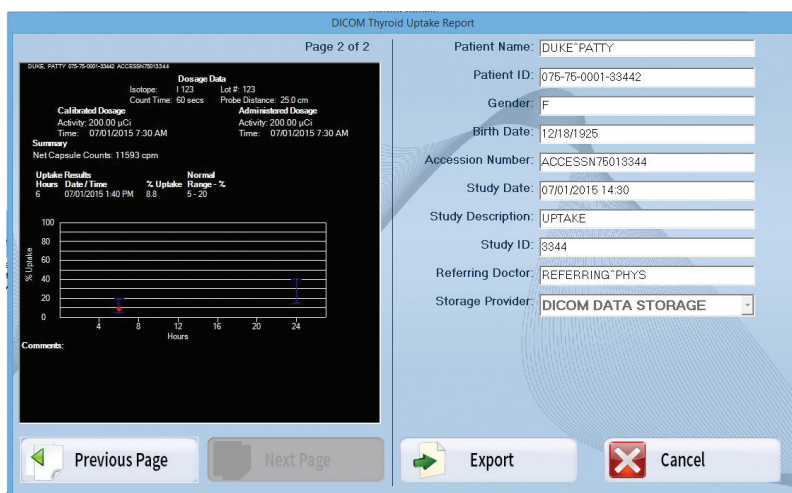 DICOM Thyroid Uptake Report
Page 2 of 2
DUKE, PATTY 075-75-0001-33442 ACCESSN75013344
Dosage Data
Isotope: I 123 Lot #: 123
Count Time: 60 secs Probe Distance: 25.0 cm
Calibrated Dosage Administered Dosage
Activity: 200.00 µCi Activity: 200.00 µCi
Time: 07/01/2015 7:30 AM Time: 07/01/2015 7:30 AM
Summary
Net Capsule Counts: 11593 cpm
Uptake Results Normal
Hours Date / Time % Uptake Range - %
6 07/01/2015 1:40 PM 8.8 5 - 20
100
80
60
40
20
0
% Uptake
4 8 12 16 20 24
Hours
Comments:
Patient Name: DUKE^PATTY
Patient ID: 075-75-0001-33442
Gender: F
Birth Date: 12/18/1925
Accession Number: ACCESSN75013344
Study Date: 07/01/2015 14:30
Study Description: UPTAKE
Study ID: 3344
Referring Doctor: REFERRING^PHYS
Storage Provider: DICOM DATA STORAGE
Previous Page Next Page Export Cancel